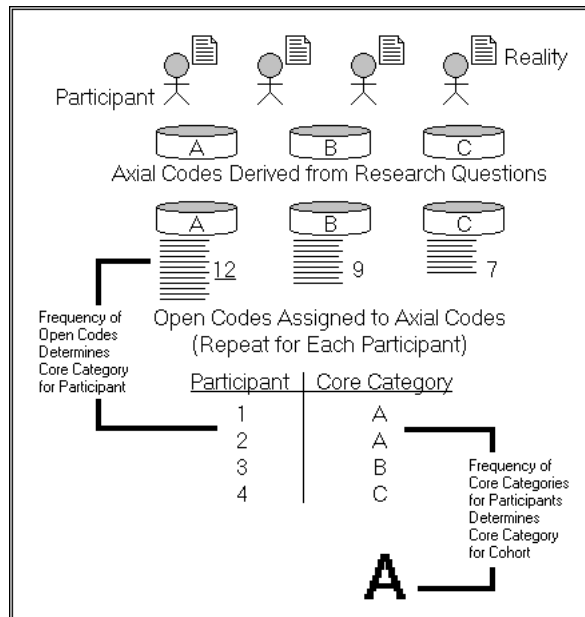 Reality
Participant
A B C
Axial Codes Derived from Research Questions
A B C
12 9 7
Open Codes Assigned to Axial Codes
(Repeat for Each Participant)
Frequency of
Open Codes
Determines
Core Category
for Participant
Participant Core Category
1 A
2 A
3 B
4 C
Frequency of
Core Categories
for Participants
Determines
Core Category
for Cohort
A